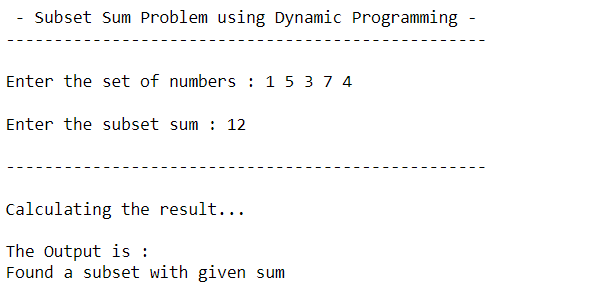 - Subset Sum Problem using Dynamic Programming -
--------------------------------------------------
Enter the set of numbers : 1 5 3 7 4
Enter the subset sum : 12
--------------------------------------------------
Calculating the result...
The Output is :
Found a subset with given sum